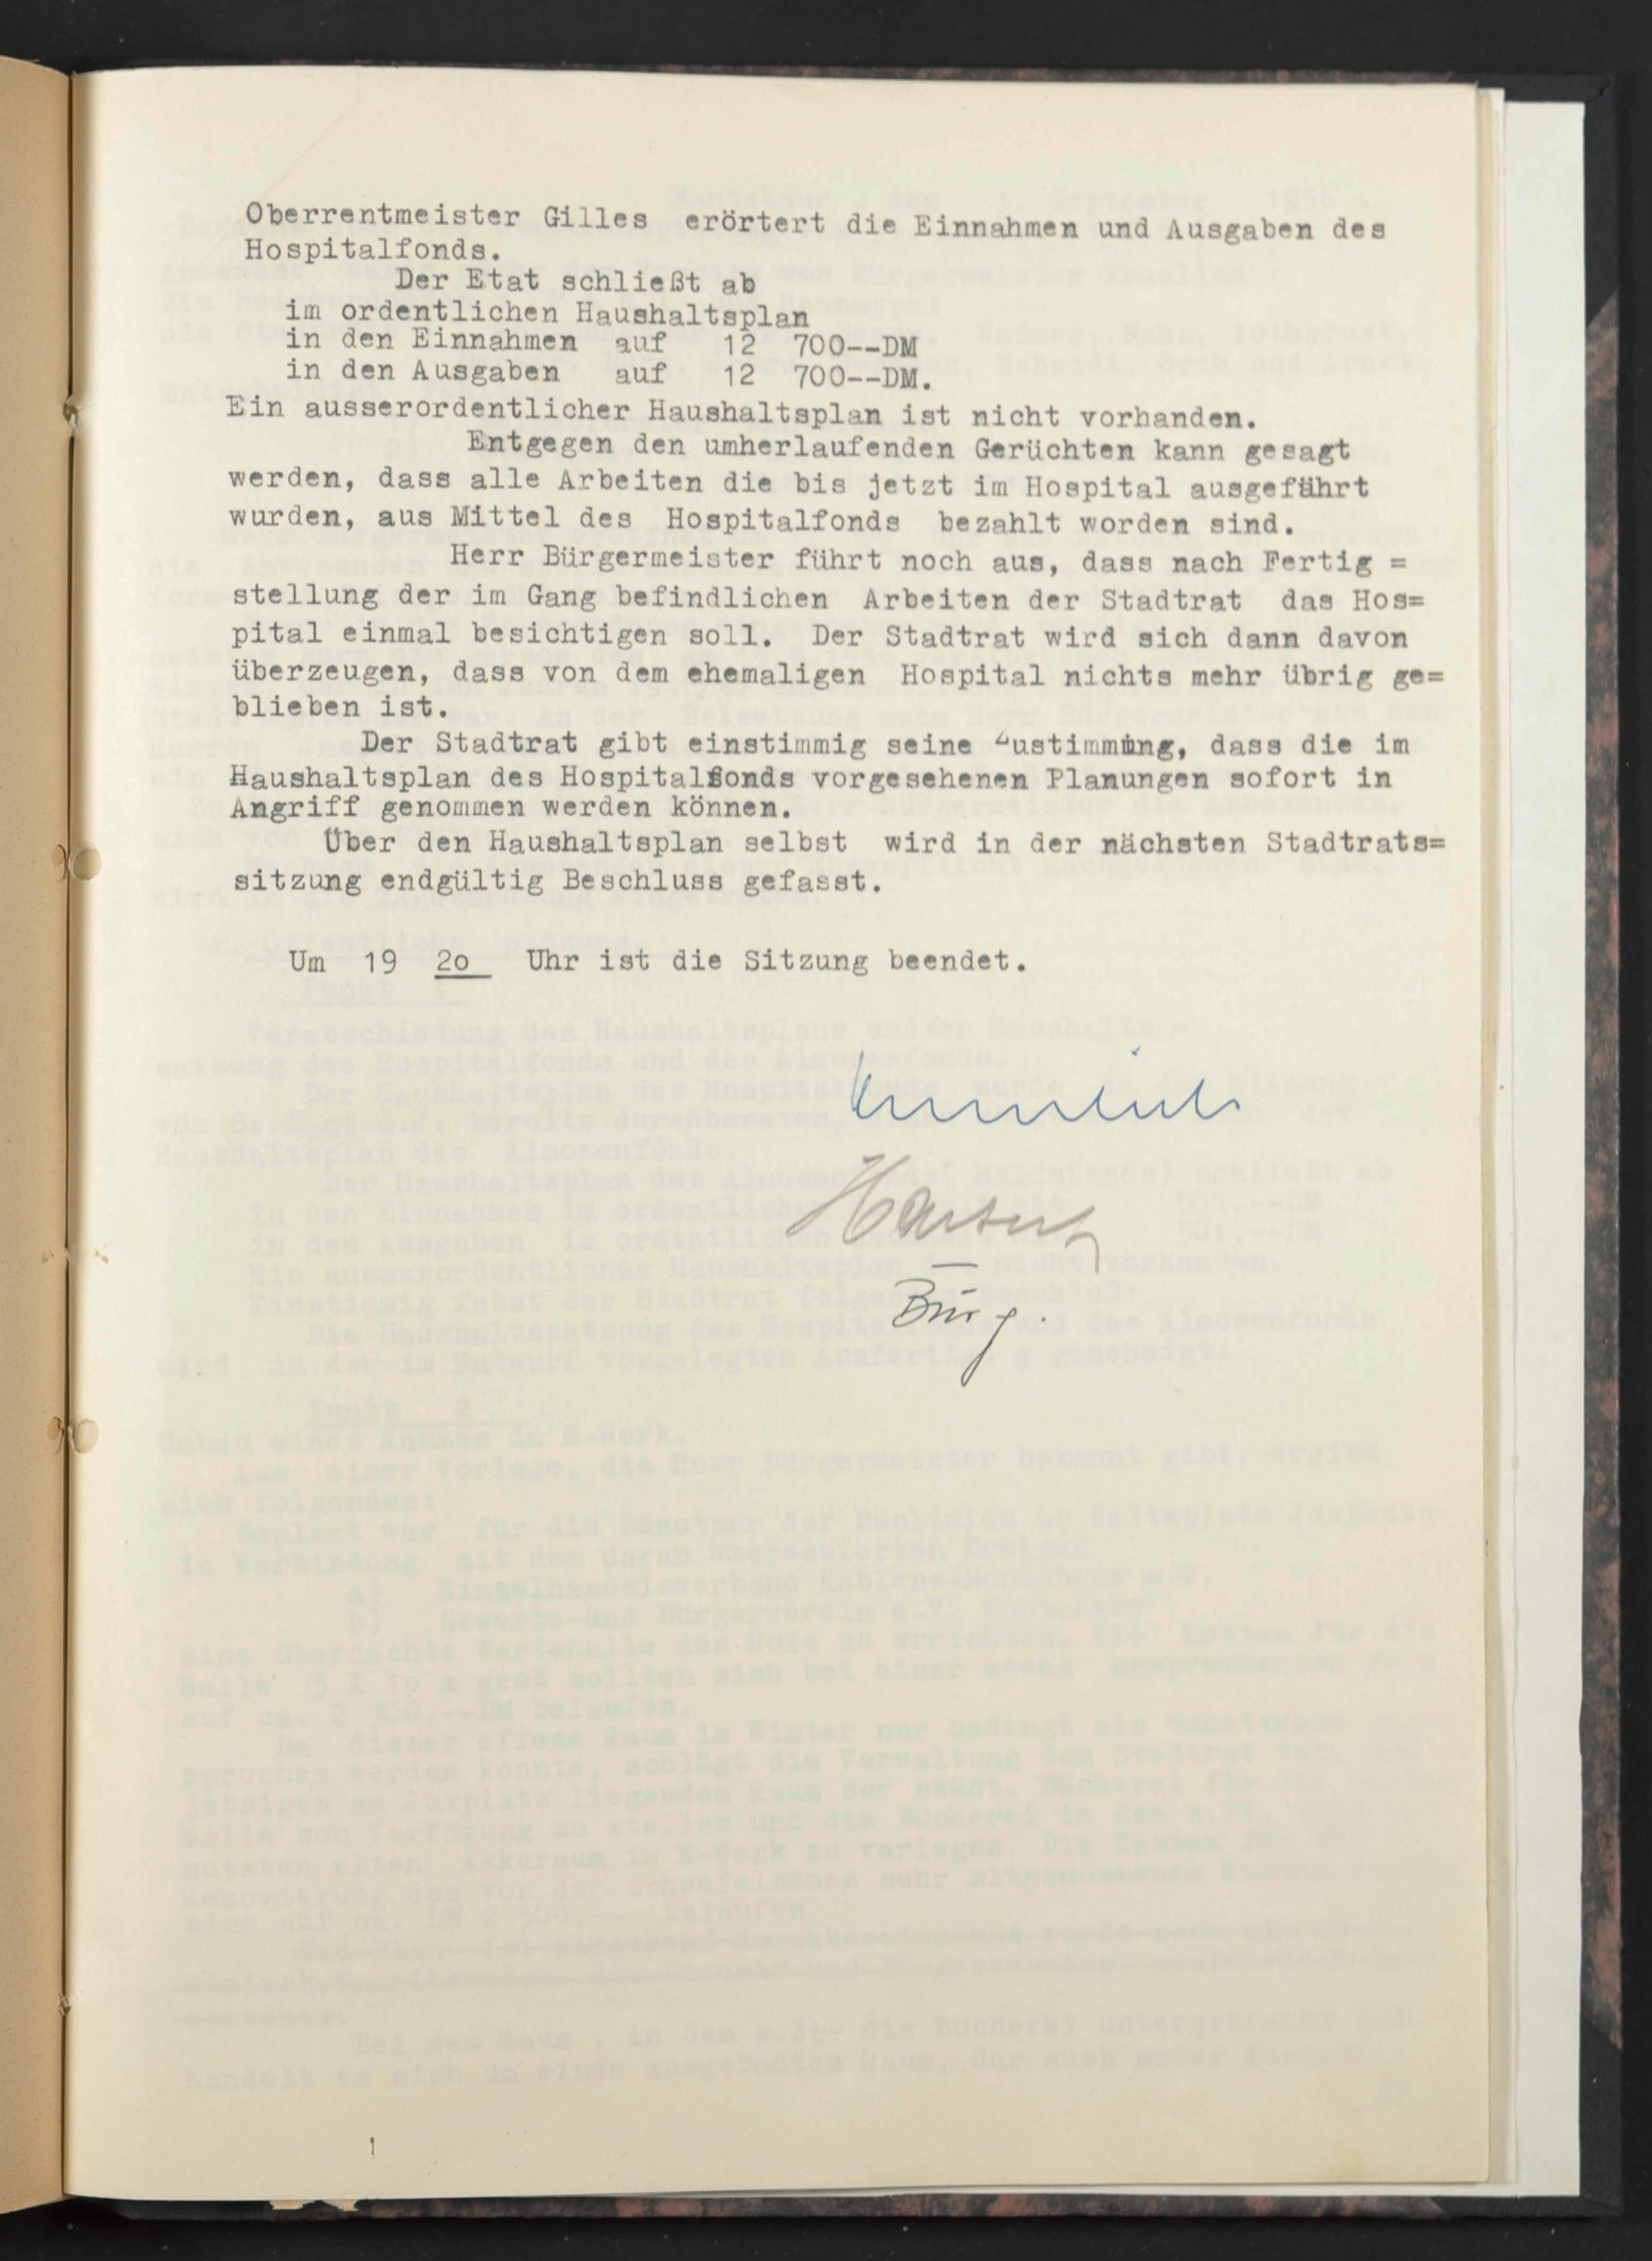 Oberrentmeister Gilles erörtert die Einnahmen und Ausgaben des
Hospitalfonds.
Der Etat schließt ab
im ordentlichen Haushaltsplan
in den Einnahmen auf 12 700--DM
in den Ausgaben auf 12 700--DM.
Ein ausserordentlicher Haushaltsplan ist nicht vorhanden.
Entgegen den umherlaufenden Gerüchten kann gesagt
werden, dass alle Arbeiten die bis jetzt im Hospital ausgefährt
wurden, aus Mittel des Hospitalfonds bezahlt worden sind.
Herr Bürgermeister führt noch aus, dass nach Fertig =
stellung der im Gang befindlichen Arbeiten der Stadtrat das Hos=
pital einmal besichtigen soll. Der Stadtrat wird sich dann davon
überzeugen, dass von dem ehemaligen Hospital nichts mehr übrig ge=
blieben ist.
Der Stadtrat gibt einstimmig seine Zustimmung, dass die im
Haushaltsplan des Hospitalfonds vorgesehenen Planungen sofort in
Angriff genommen werden können.
Über den Haushaltsplan selbst wird in der nächsten Stadtrats=
sitzung endgültig Beschluss gefasst.
Um 19 20 Uhr ist die Sitzung beendet.
Bürg.